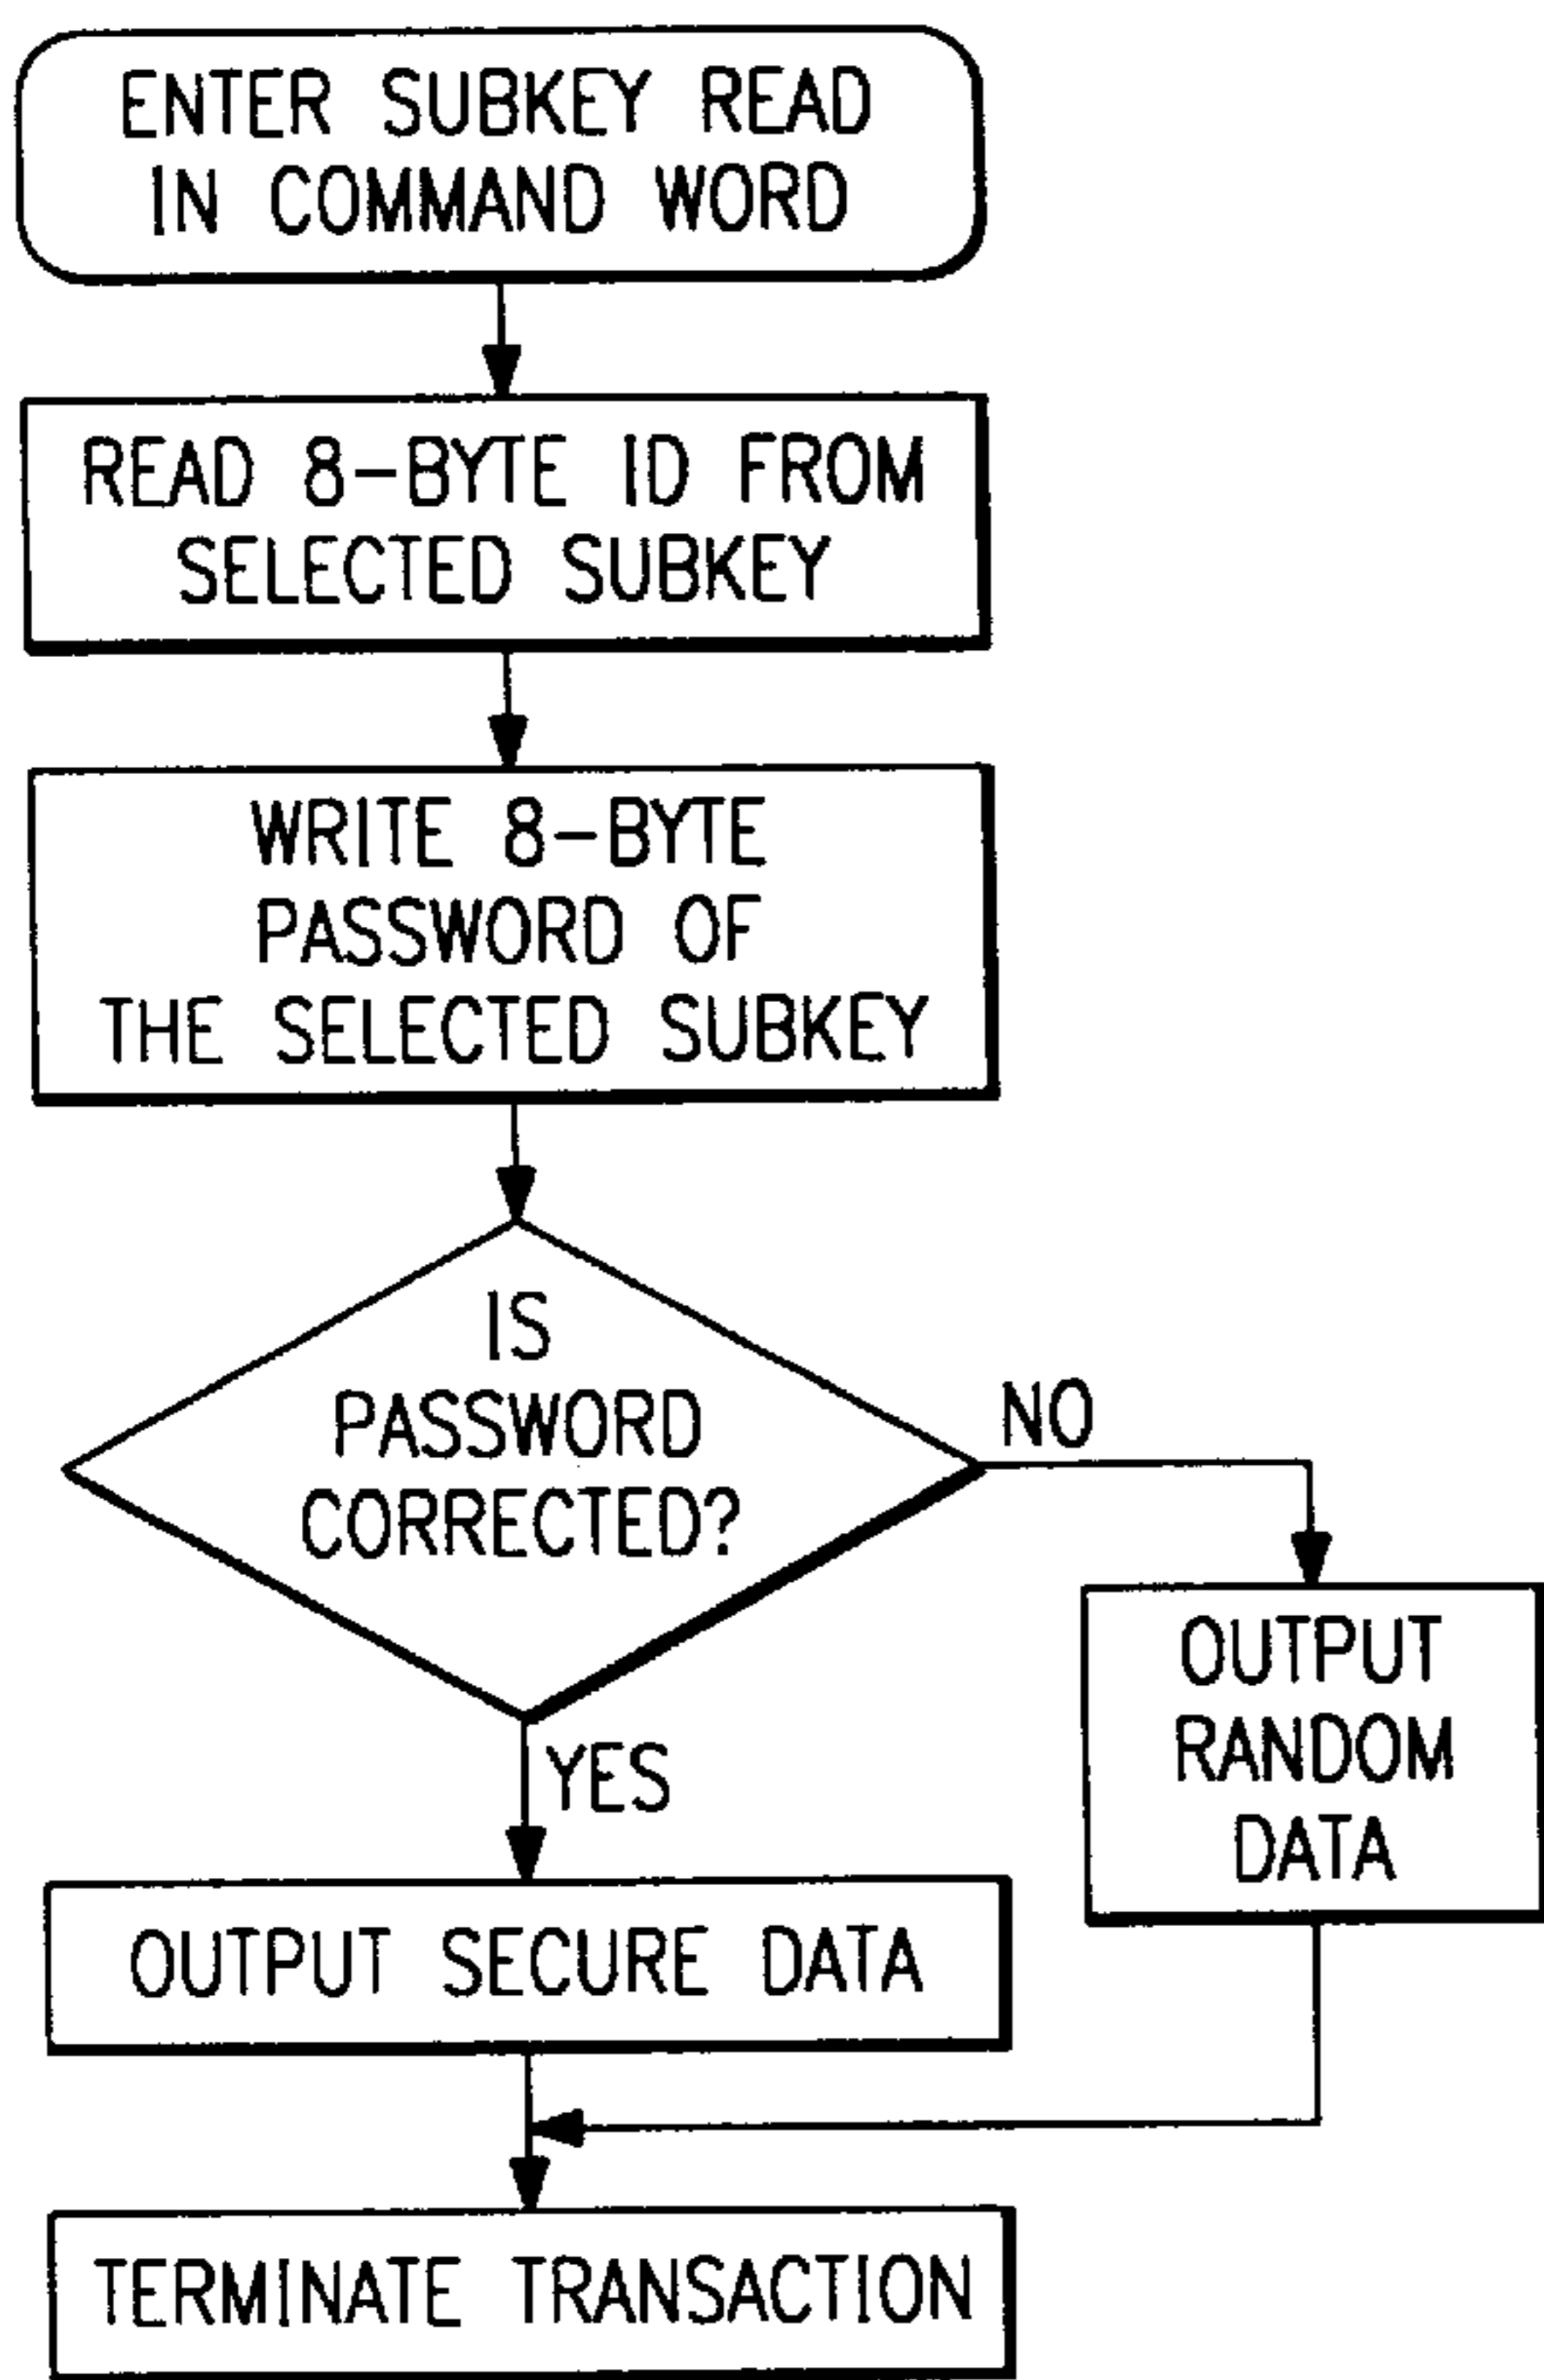 ENTER SUBKEY READ
IN COMMAND WORD
READ 8-BYTE ID FROM
SELECTED SUBKEY
WRITE 8-BYTE
PASSWORD OF
THE SELECTED SUBKEY
IS
PASSWORD
CORRECTED?
NO
YES
OUTPUT
RANDOM
DATA
OUTPUT SECURE DATA
TERMINATE TRANSACTION